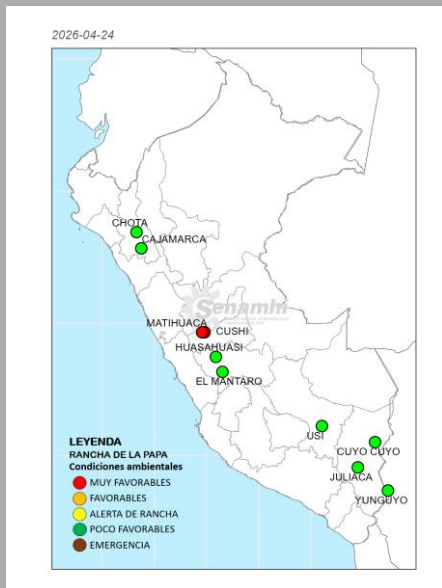 2026-04-24
CHOTA
CAJAMARCA
Senamhi
MATIHUACA
CUSHI
HUASAHUASI
EL MANTARO
USI
CUYO CUYO
JULIACA
YUNGUYO
LEYENDA
RANCHA DE LA PAPA
Condiciones ambientales
MUY FAVORABLES
FAVORABLES
ALERTA DE RANCHA
POCO FAVORABLES
EMERGENCIA